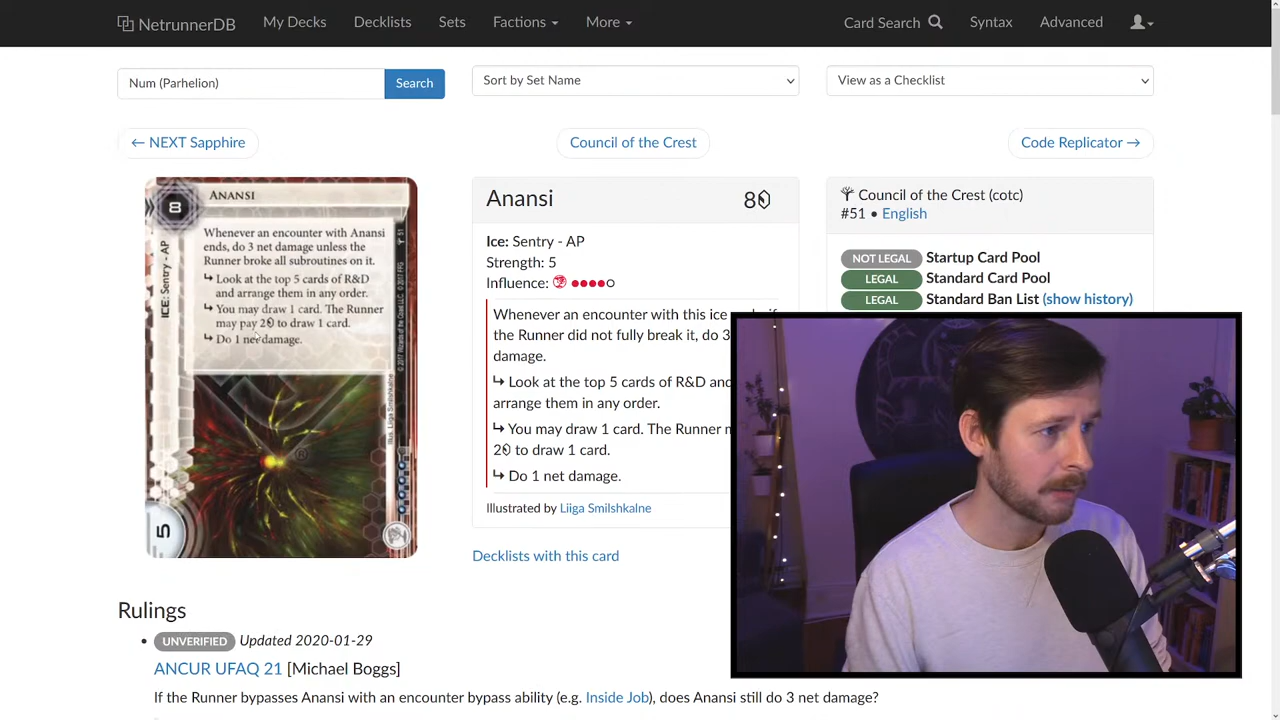 NetrunnerDB My Decks Decklists Sets Factions More Card Search Syntax Advanced
Num (Parhelion) Search Sort by Set Name View as a Checklist
← NEXT Sapphire Council of the Crest Code Replicator →
8 ANANSI
Whenever an encounter with Anansi
ends, do 3 net damage unless the
Runner broke all subroutines on it.
↳ Look at the top 5 cards of R&D
and arrange them in any order.
↳ You may draw 1 card. The Runner
may pay 2 to draw 1 card.
↳ Do 1 net damage.
ICE: Sentry - AP
5
51
Illus. Liiga Smilshkalne
Anansi 8
Ice: Sentry - AP
Strength: 5
Influence:
Whenever an encounter with this ice
the Runner did not fully break it, do 3
damage.
↳ Look at the top 5 cards of R&D and
arrange them in any order.
↳ You may draw 1 card. The Runner
2 to draw 1 card.
↳ Do 1 net damage.
Illustrated by Liiga Smilshkalne
Decklists with this card
Council of the Crest (cotc)
#51 • English
NOT LEGAL Startup Card Pool
LEGAL Standard Card Pool
LEGAL Standard Ban List (show history)
Rulings
• UNVERIFIED Updated 2020-01-29
ANCUR UFAQ 21 [Michael Boggs]
If the Runner bypasses Anansi with an encounter bypass ability (e.g. Inside Job), does Anansi still do 3 net damage?